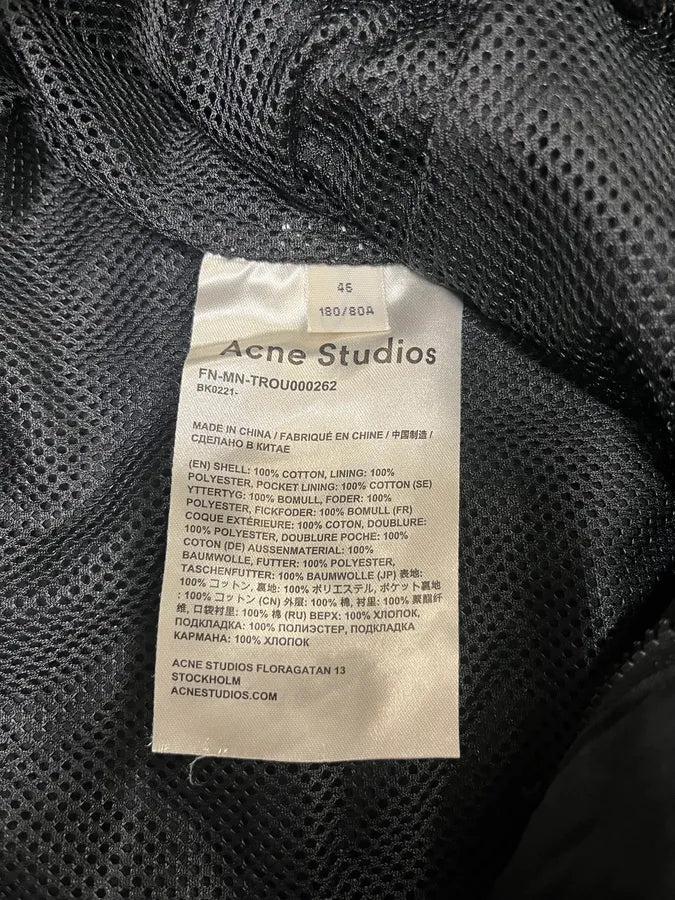 46
180/80A
Acne Studios
FN-MN-TROU000262
BK0221-
MADE IN CHINA / FABRIQUÉ EN CHINE / 中国制造 /
СДЕЛАНО В КИТАЕ
(EN) SHELL: 100% COTTON, LINING: 100%
POLYESTER, POCKET LINING: 100% COTTON (SE)
YTTERTYG: 100% BOMULL, FODER: 100%
POLYESTER, FICKFODER: 100% BOMULL (FR)
COQUE EXTÉRIEURE: 100% COTON, DOUBLURE:
100% POLYESTER, DOUBLURE POCHE: 100%
COTON (DE) AUSSENMATERIAL: 100%
BAUMWOLLE, FUTTER: 100% POLYESTER,
TASCHENFUTTER: 100% BAUMWOLLE (JP) 表地:
100% コットン, 裏地: 100% ポリエステル, ポケット裏地
: 100% コットン (CN) 外层: 100% 棉, 衬里: 100% 聚酯纤
维, 口袋衬里: 100% 棉 (RU) ВЕРХ: 100% ХЛОПОК,
ПОДКЛАДКА: 100% ПОЛИЭСТЕР, ПОДКЛАДКА
КАРМАНА: 100% ХЛОПОК
ACNE STUDIOS FLORAGATAN 13
STOCKHOLM
ACNESTUDIOS.COM